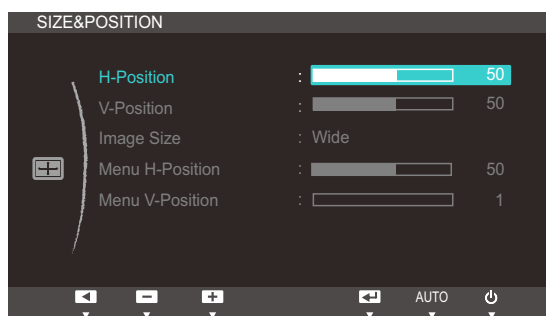 SIZE&POSITION
H-Position : 50
V-Position : 50
Image Size : Wide
Menu H-Position : 50
Menu V-Position : 1
AUTO